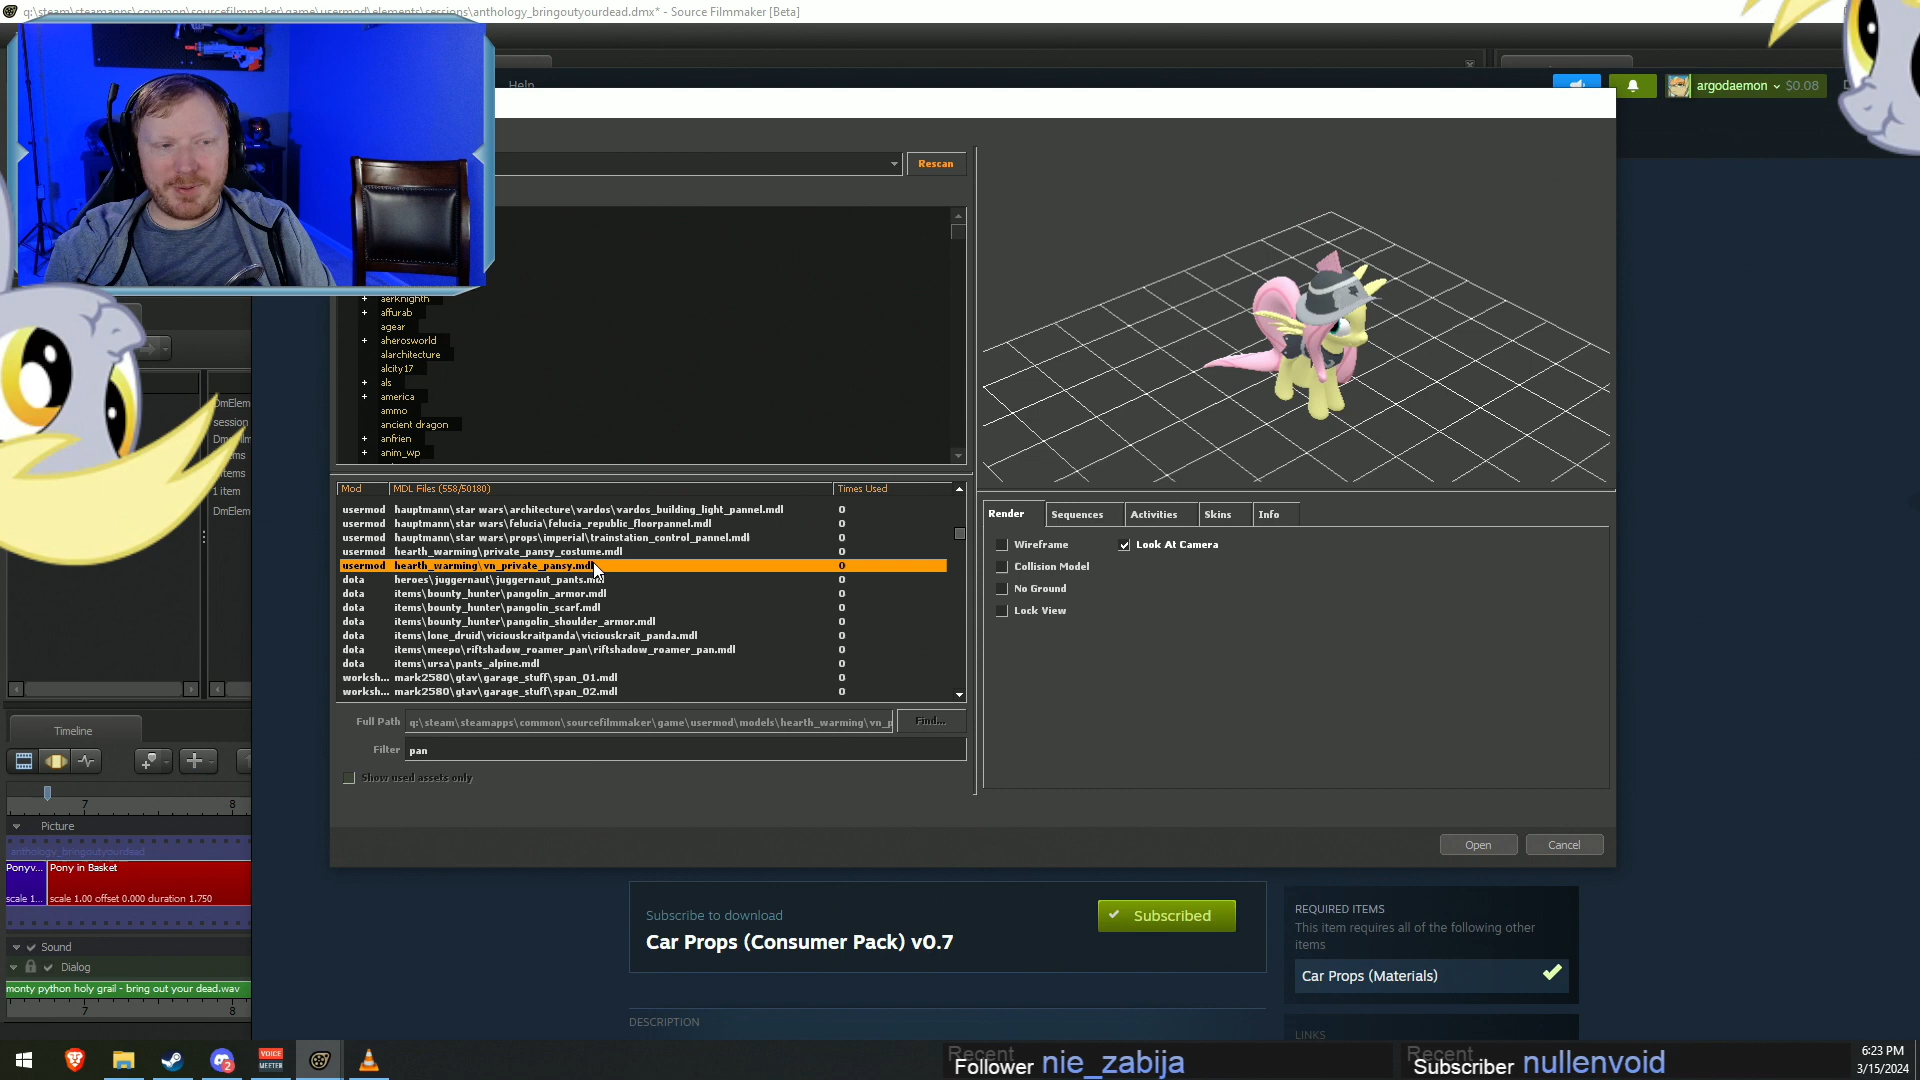 q:\steam\steamapps\common\sourcefilmmaker\game\usermod\elements\sessions\anthology_bringoutyourdead.dmx* - Source Filmmaker [Beta]
Help
argodaemon
$0.08
Rescan
aerknighth
affurab
agear
aherosworld
alarchitecture
alcity17
als
america
ammo
ancient dragon
anfrien
anim_wp
DmElem
session
Items
1 item
DmElem
Mod MDL Files (558/50180) Times Used
usermod hauptmann\star wars\architecture\vardos\vardos_building_light_pannel.mdl 0
usermod hauptmann\star wars\felucia\felucia_republic_floorpannel.mdl 0
usermod hauptmann\star wars\props\imperial\trainstation_control_pannel.mdl 0
usermod hearth_warming\private_pansy_costume.mdl 0
usermod hearth_warming\vn_private_pansy.mdl 0
dota heroes\juggernaut\juggernaut_pants.mdl 0
dota items\bounty_hunter\pangolin_armor.mdl 0
dota items\bounty_hunter\pangolin_scarf.mdl 0
dota items\bounty_hunter\pangolin_shoulder_armor.mdl 0
dota items\lone_druid\viciouskraitpanda\viciouskrait_panda.mdl 0
dota items\meepo\riftshadow_roamer_pan\riftshadow_roamer_pan.mdl 0
dota items\ursa\pants_alpine.mdl 0
worksh... mark2580\gtav\garage_stuff\span_01.mdl 0
worksh... mark2580\gtav\garage_stuff\span_02.mdl 0
Full Path q:\steam\steamapps\common\sourcefilmmaker\game\usermod\models\hearth_warming\vn_p Find...
Filter pan
Show used assets only
Render Sequences Activities Skins Info
Wireframe Look At Camera
Collision Model
No Ground
Lock View
Open Cancel
Timeline
7 8
Picture
anthology_bringoutyourdead
Ponyv... Pony in Basket
scale 1... scale 1.00 offset 0.000 duration 1.750
Sound
Dialog
monty python holy grail - bring out your dead.wav
7 8
Subscribe to download
Car Props (Consumer Pack) v0.7
Subscribed
REQUIRED ITEMS
This item requires all of the following other
items
Car Props (Materials)
DESCRIPTION
LINKS
VOICE
MEETER
2
Recent
Follower nie_zabija
Recent
Subscriber nullenvoid
6:23 PM
3/15/2024